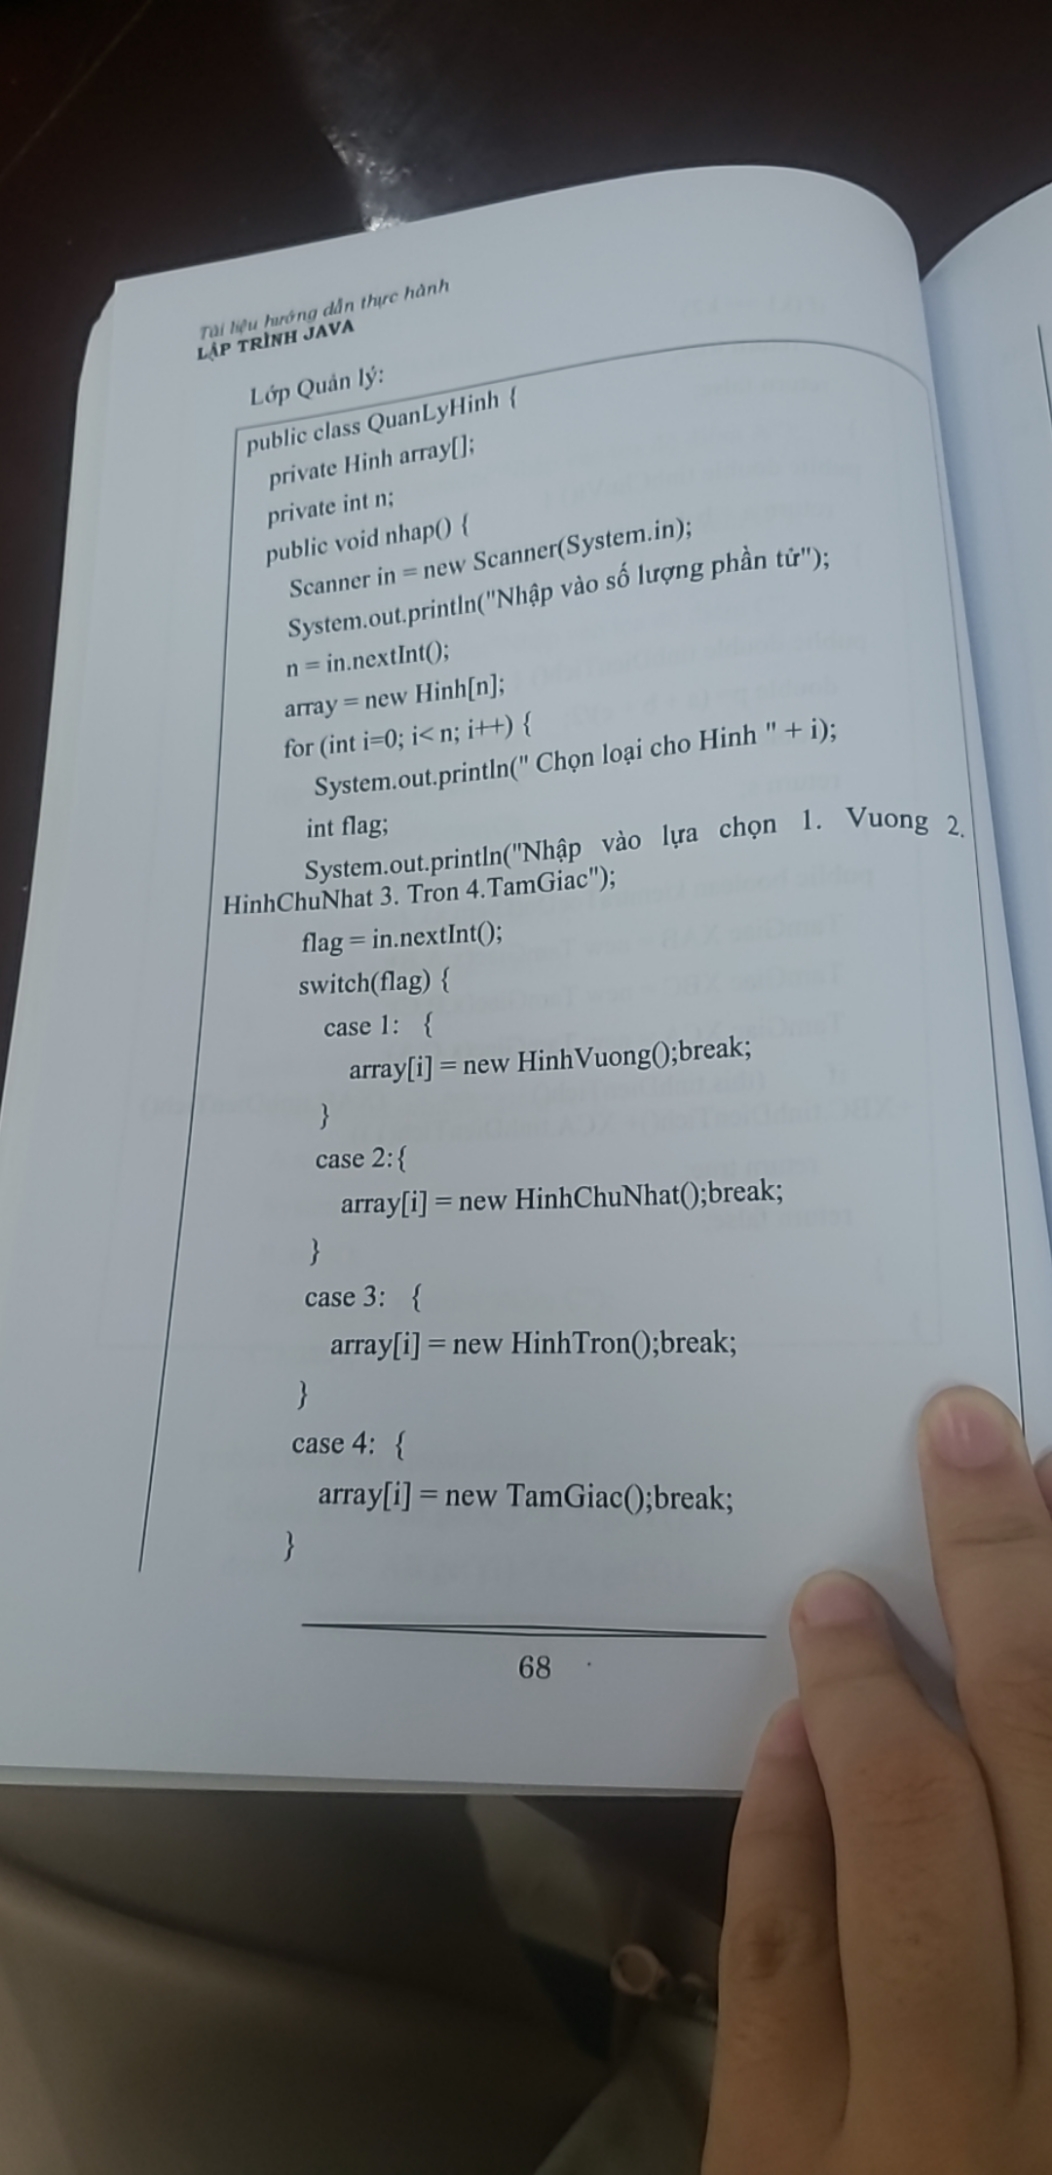 Tài liệu hướng dẫn thực hành
LẬP TRÌNH JAVA
Lớp Quản lý:
public class QuanLyHinh {
private Hinh array[];
private int n;
public void nhap() {
Scanner in = new Scanner(System.in);
System.out.println("Nhập vào số lượng phần tử");
n = in.nextInt();
array = new Hinh[n];
for (int i=0; i< n; i++) {
System.out.println(" Chọn loại cho Hinh " + i);
int flag;
System.out.println("Nhập vào lựa chọn 1. Vuong 2.
HinhChuNhat 3. Tron 4.TamGiac");
flag = in.nextInt();
switch(flag) {
case 1: {
array[i] = new HinhVuong();break;
}
case 2:{
array[i] = new HinhChuNhat();break;
}
case 3: {
array[i] = new HinhTron();break;
}
case 4: {
array[i] = new TamGiac();break;
}
68